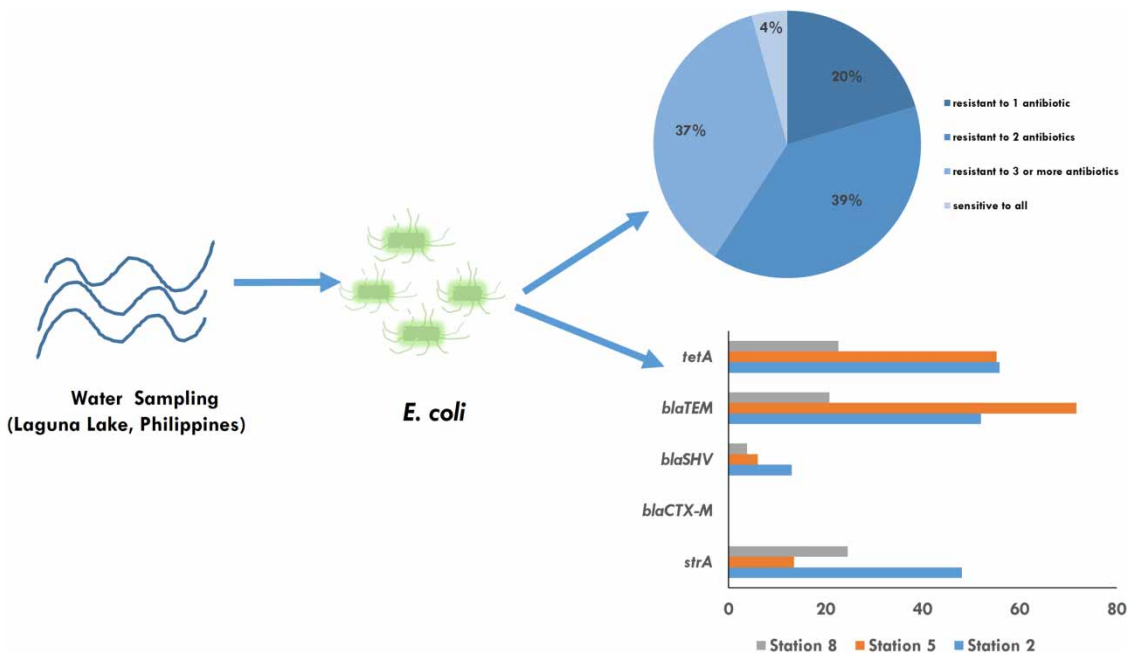 4%
20%
37%
39%
resistant to 1 antibiotic
resistant to 2 antibiotics
resistant to 3 or more antibiotics
sensitive to all
Water Sampling
(Laguna Lake, Philippines)
E. coli
tetA
blaTEM
blaSHV
blaCTX-M
strA
0 20 40 60 80
Station 8 Station 5 Station 2